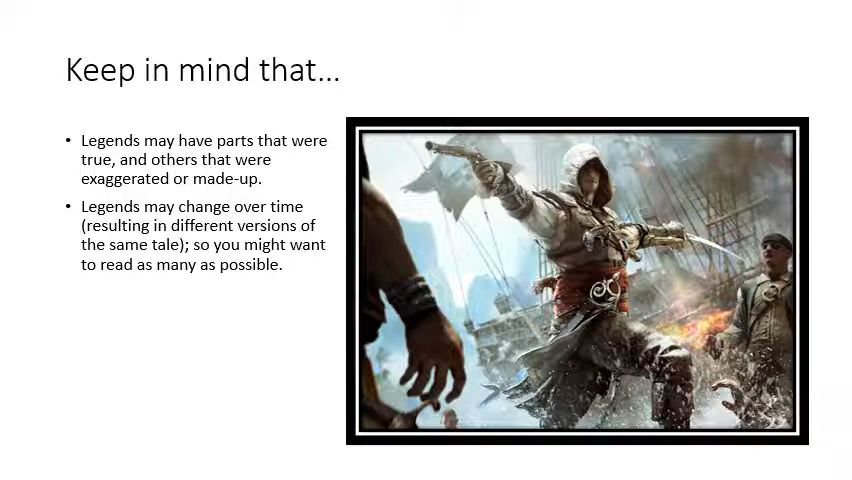 Keep in mind that…
• Legends may have parts that were
true, and others that were
exaggerated or made-up.
• Legends may change over time
(resulting in different versions of
the same tale); so you might want
to read as many as possible.